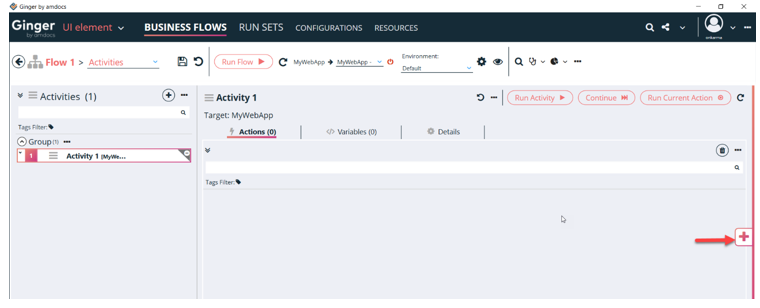 Ginger by amdocs
Ginger by amdocs UI element BUSINESS FLOWS RUN SETS CONFIGURATIONS RESOURCES
Flow 1 > Activities Run Flow MyWebApp MyWebApp - Environment: Default
Activities (1)
Tags Filter:
Group(1)
1 Activity 1 (MyWe...
Activity 1 Run Activity Continue Run Current Action
Target: MyWebApp
Actions (0) Variables (0) Details
Tags Filter: